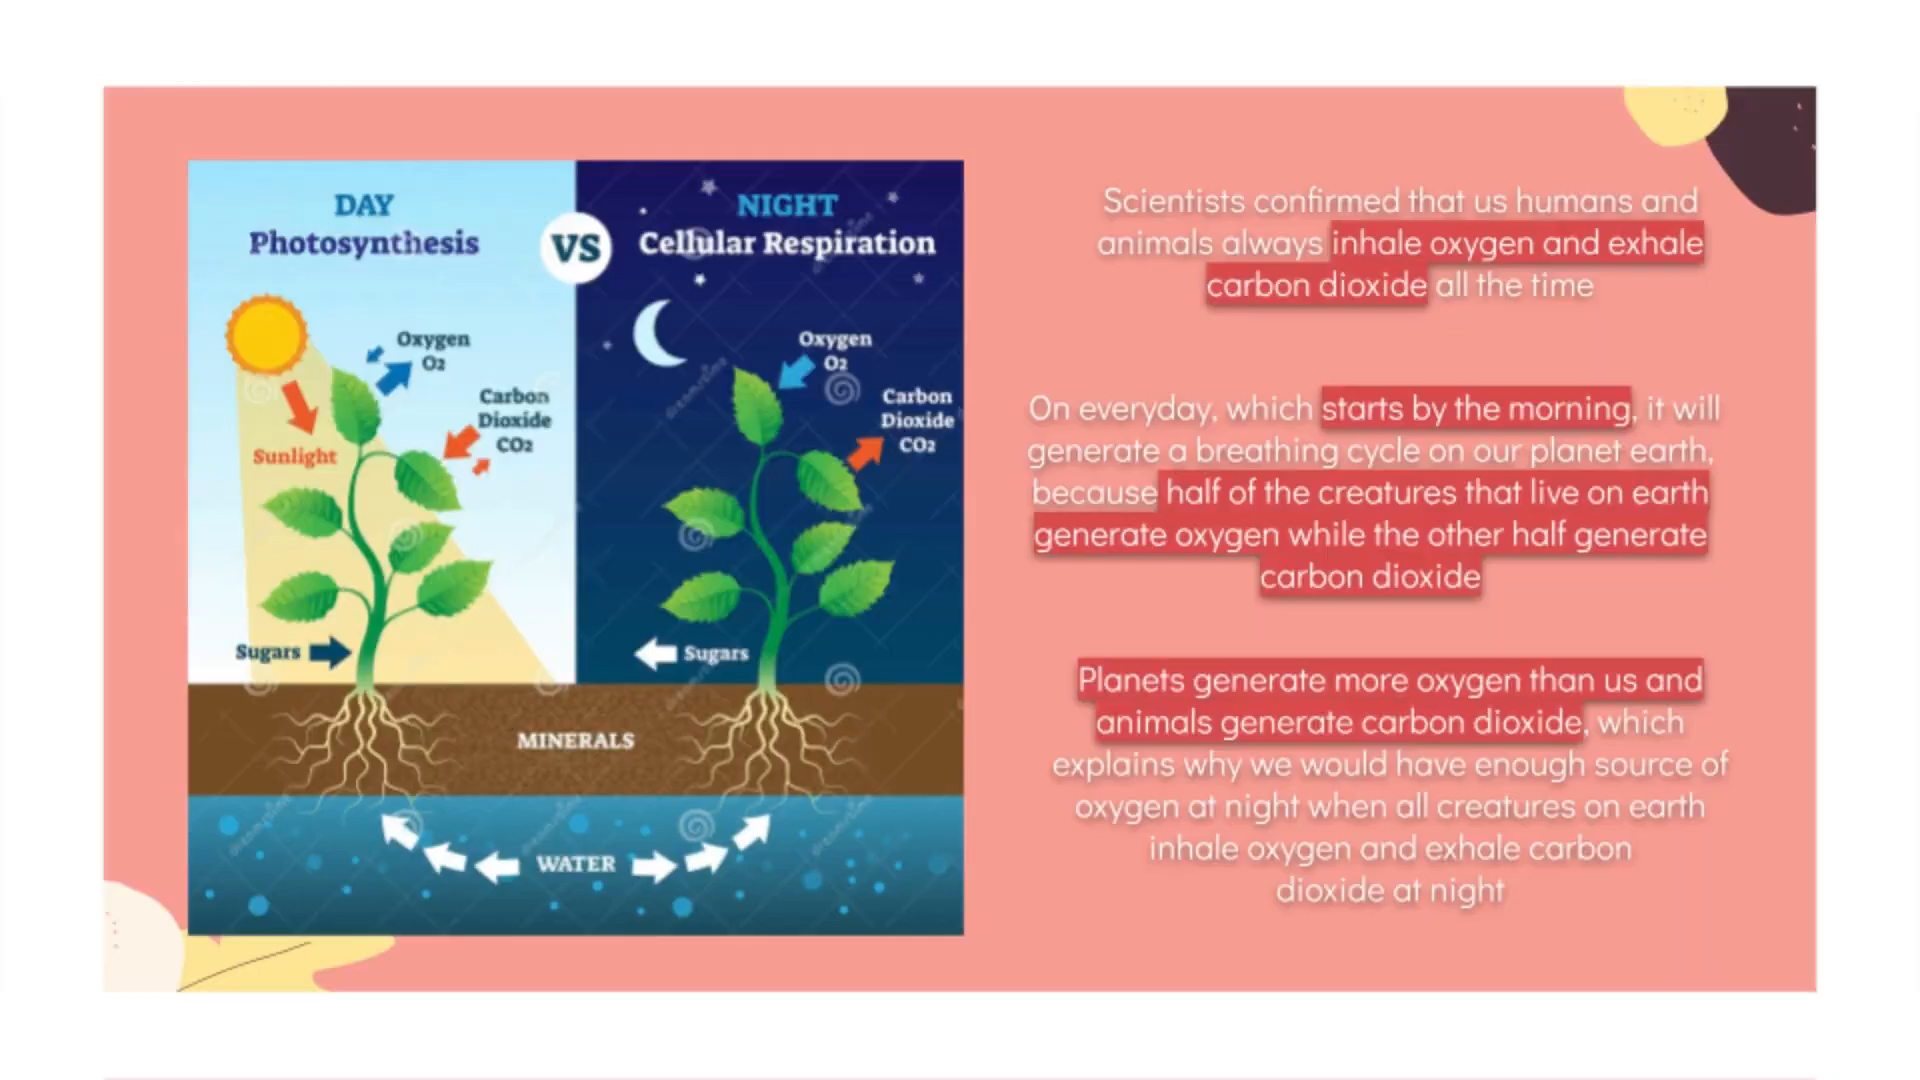 DAY
Photosynthesis
VS
NIGHT
Cellular Respiration
Oxygen
O2
Carbon
Dioxide
CO2
Sunlight
Sugars
Oxygen
O2
Carbon
Dioxide
CO2
Sugars
MINERALS
WATER
Scientists confirmed that us humans and
animals always inhale oxygen and exhale
carbon dioxide all the time
On everyday, which starts by the morning, it will
generate a breathing cycle on our planet earth,
because half of the creatures that live on earth
generate oxygen while the other half generate
carbon dioxide
Planets generate more oxygen than us and
animals generate carbon dioxide, which
explains why we would have enough source of
oxygen at night when all creatures on earth
inhale oxygen and exhale carbon
dioxide at night